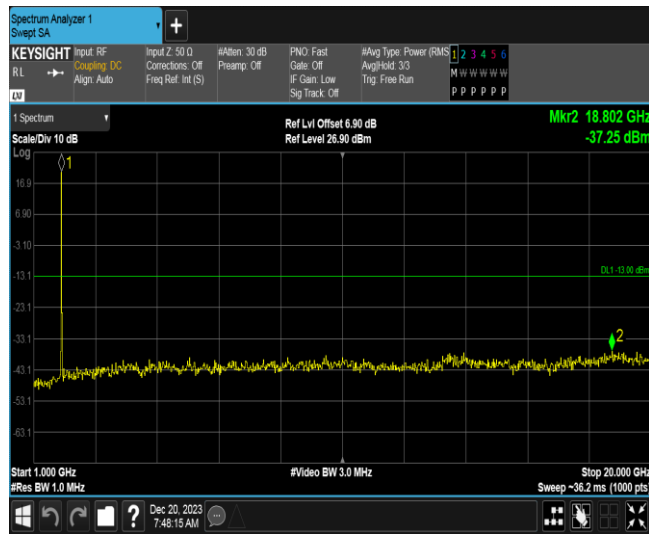 Spectrum Analyzer 1
Swept SA
+
KEYSIGHT
RL
LXI
Input: RF
Coupling: DC
Align: Auto
Input Z: 50 Ω
Corrections: Off
Freq Ref: Int (S)
#Atten: 30 dB
Preamp: Off
PNO: Fast
Gate: Off
IF Gain: Low
Sig Track: Off
#Avg Type: Power (RMS
Avg|Hold: 3/3
Trig: Free Run
1 2 3 4 5 6
M W W W W W
P P P P P P
1 Spectrum
Scale/Div 10 dB
Log
Ref Lvl Offset 6.90 dB
Ref Level 26.90 dBm
Mkr2 18.802 GHz
-37.25 dBm
1
16.9
6.90
-3.10
-13.1
DL1 -13.00 dBm
-23.1
-33.1
2
-43.1
-53.1
-63.1
Start 1.000 GHz
#Res BW 1.0 MHz
#Video BW 3.0 MHz
Stop 20.000 GHz
Sweep ~36.2 ms (1000 pts)
?
Dec 20, 2023
7:48:15 AM